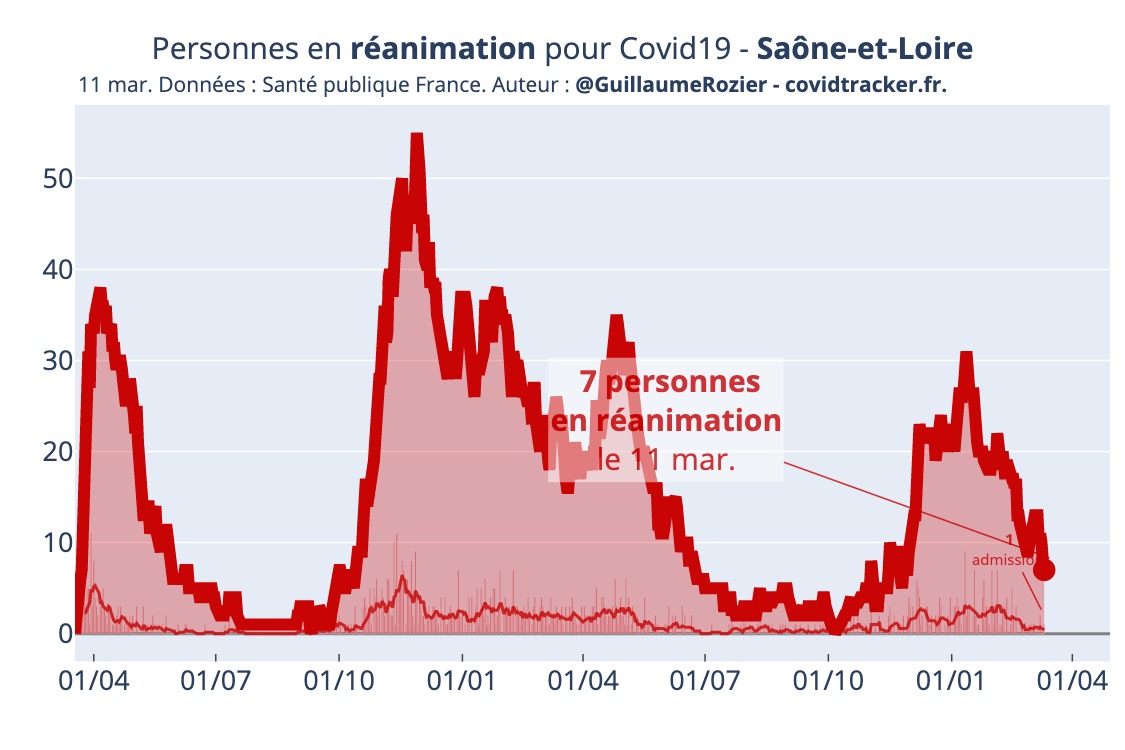 Personnes en réanimation pour Covid19 - Saône-et-Loire
11 mar. Données : Santé publique France. Auteur : @GuillaumeRozier - covidtracker.fr.
50
40
30
20
10
0
7 personnes
en réanimation
le 11 mar.
1
01/04 01/07 01/10 01/01 01/04 01/07 01/10 01/01 01/04